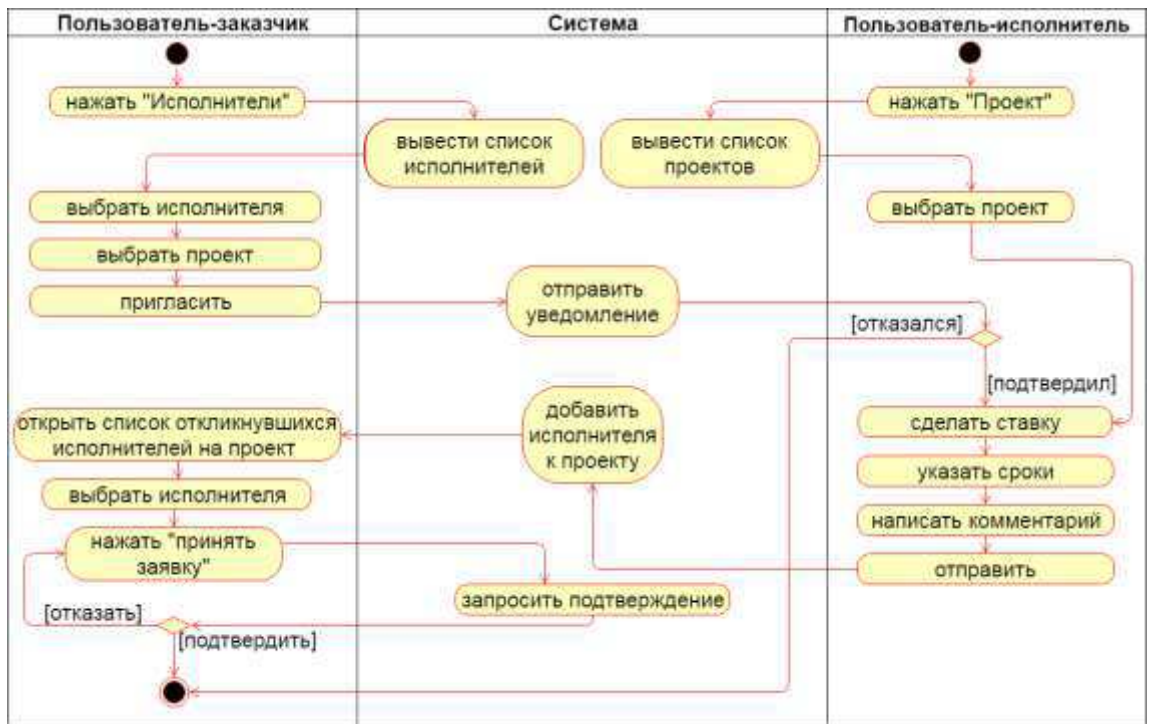 Пользователь-заказчик
Система
Пользователь-исполнитель
нажать "Исполнители"
нажать "Проект"
вывести список
исполнителей
вывести список
проектов
выбрать исполнителя
выбрать проект
выбрать проект
пригласить
отправить
уведомление
[отказался]
[подтвердил]
открыть список откликнувшихся
исполнителей на проект
добавить
исполнителя
к проекту
сделать ставку
указать сроки
выбрать исполнителя
написать комментарий
нажать "принять
заявку"
отправить
запросить подтверждение
[отказать]
[подтвердить]